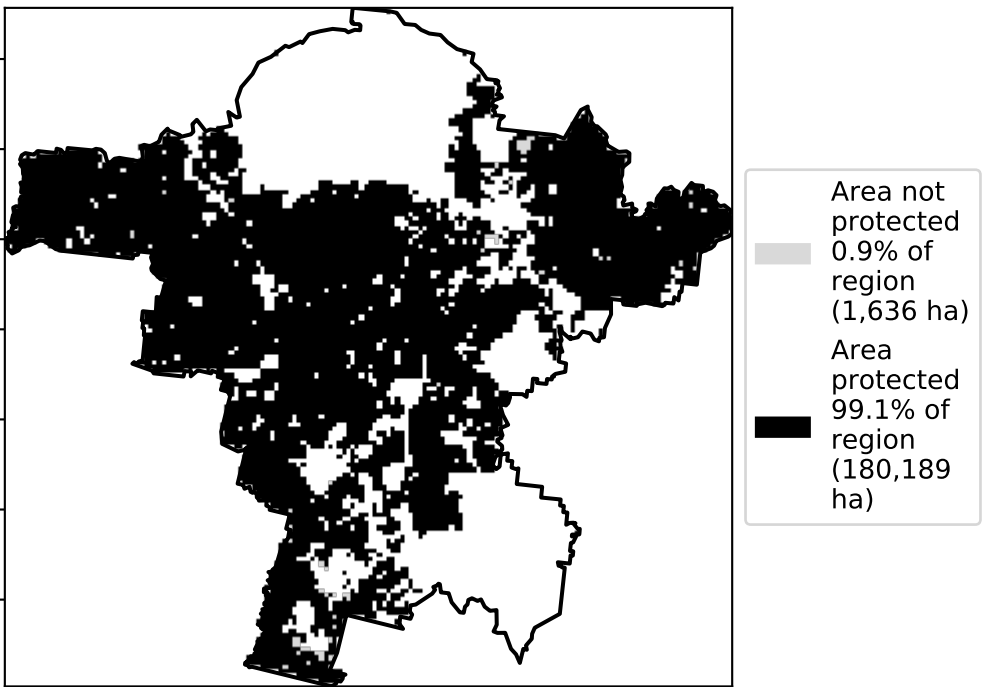 Area not
protected
0.9% of
region
(1,636 ha)
Area
protected
99.1% of
region
(180,189
ha)